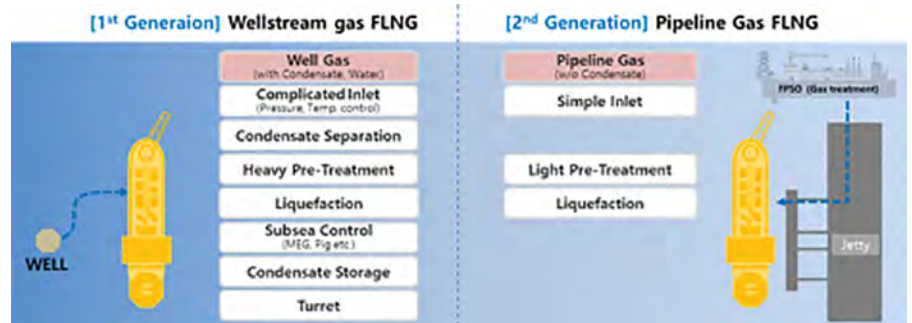 [1st Generaion] Wellstream gas FLNG
Well Gas
(with Condensate, Water)
Complicated Inlet
(Pressure, Temp. control)
Condensate Separation
Heavy Pre-Treatment
Liquefaction
Subsea Control
(MEG, Pig etc.)
Condensate Storage
Turret
WELL
[2nd Generation] Pipeline Gas FLNG
Pipeline Gas
(w/o Condensate)
Simple Inlet
Light Pre-Treatment
Liquefaction
FPSO (Gas treatment)
Jetty